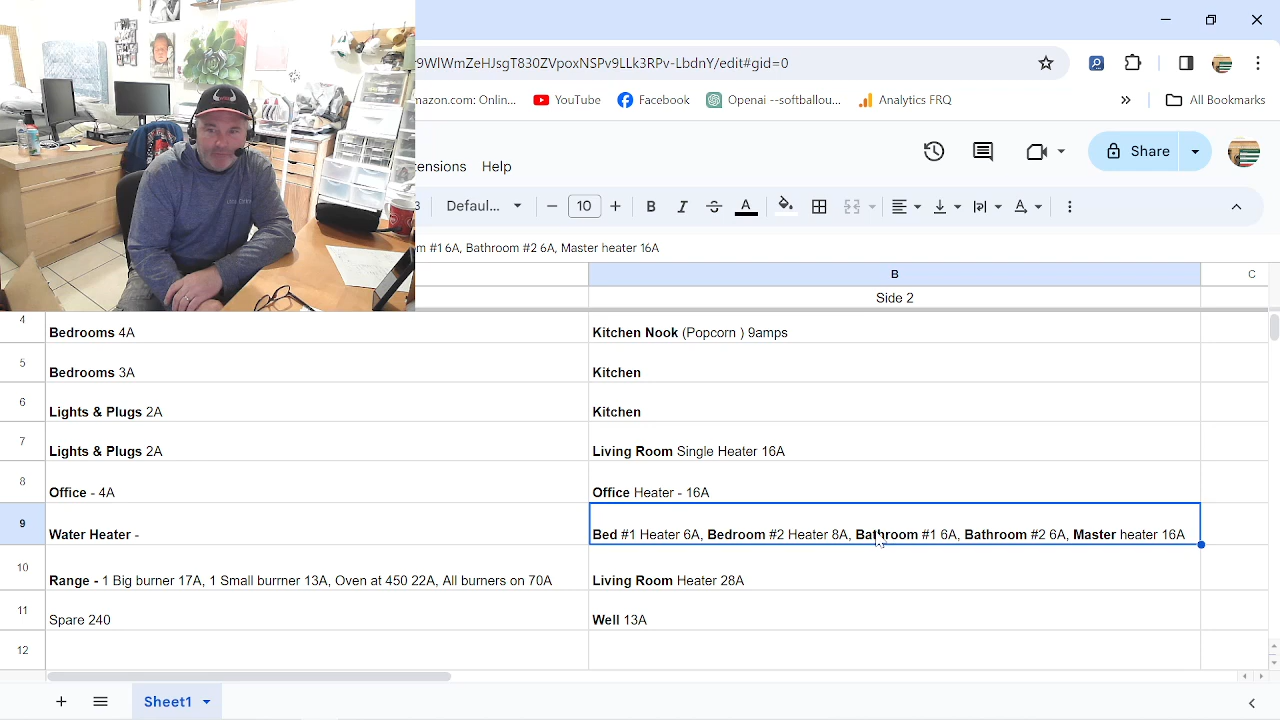 9WIWmZeHJsgT830ZVpoxNSPv9LLk3RPv-LbdnY/edit#gid=0
mazon.com: Onlin...
YouTube
Facebook
Openai --softballou...
Analytics FRQ
»
All Bookmarks
ensions
Help
Share
Defaul...
10
B
I
A
m #1 6A, Bathroom #2 6A, Master heater 16A
B
C
Side 2
4
Bedrooms 4A
Kitchen Nook (Popcorn ) 9amps
5
Bedrooms 3A
Kitchen
6
Lights & Plugs 2A
Kitchen
7
Lights & Plugs 2A
Living Room Single Heater 16A
8
Office - 4A
Office Heater - 16A
9
Water Heater -
Bed #1 Heater 6A, Bedroom #2 Heater 8A, Bathroom #1 6A, Bathroom #2 6A, Master heater 16A
10
Range - 1 Big burner 17A, 1 Small burrner 13A, Oven at 450 22A, All burners on 70A
Living Room Heater 28A
11
Spare 240
Well 13A
12
Sheet1